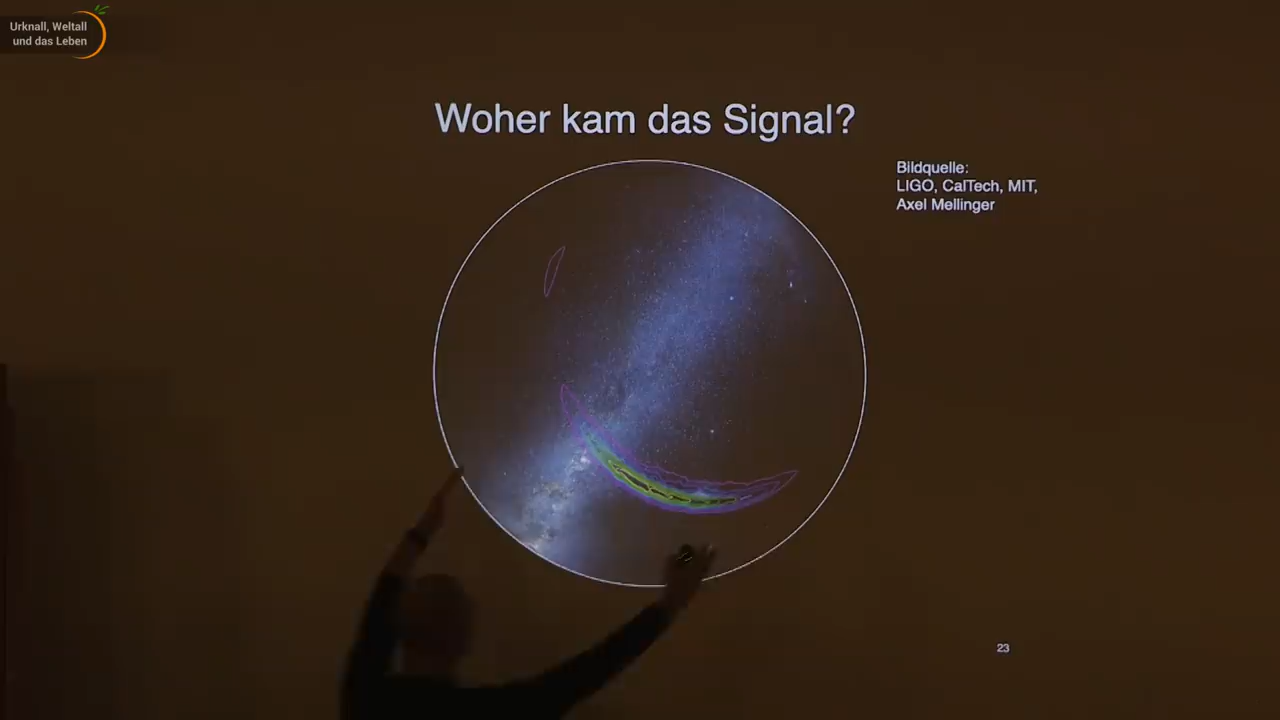 Urknall, Weltall
und das Leben
Woher kam das Signal?
Bildquelle:
LIGO, CalTech, MIT,
Axel Mellinger
23